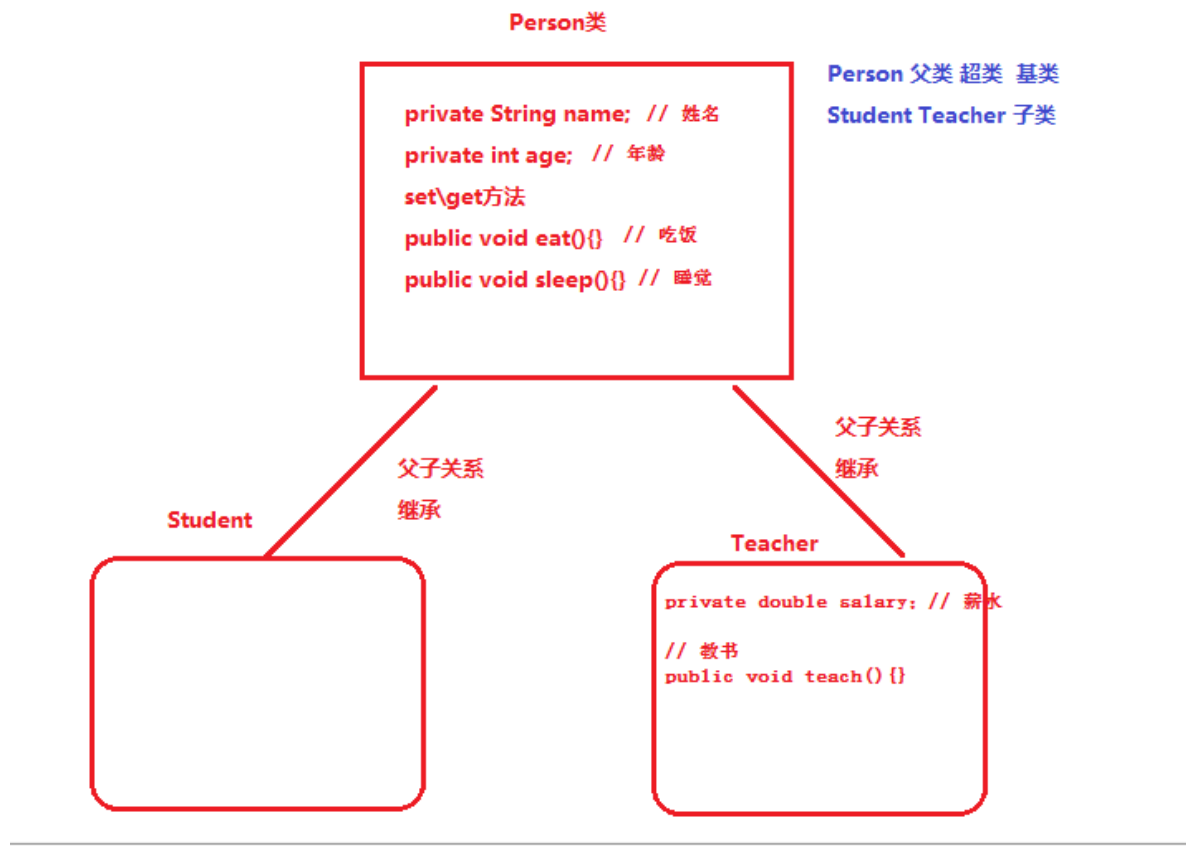 Person类
Person 父类 超类 基类
Student Teacher 子类
private String name; // 姓名
private int age; // 年龄
set\get方法
public void eat(){} // 吃饭
public void sleep(){} // 睡觉
父子关系
继承
父子关系
继承
Student
Teacher
private double salary; // 薪水
// 教书
public void teach(){}